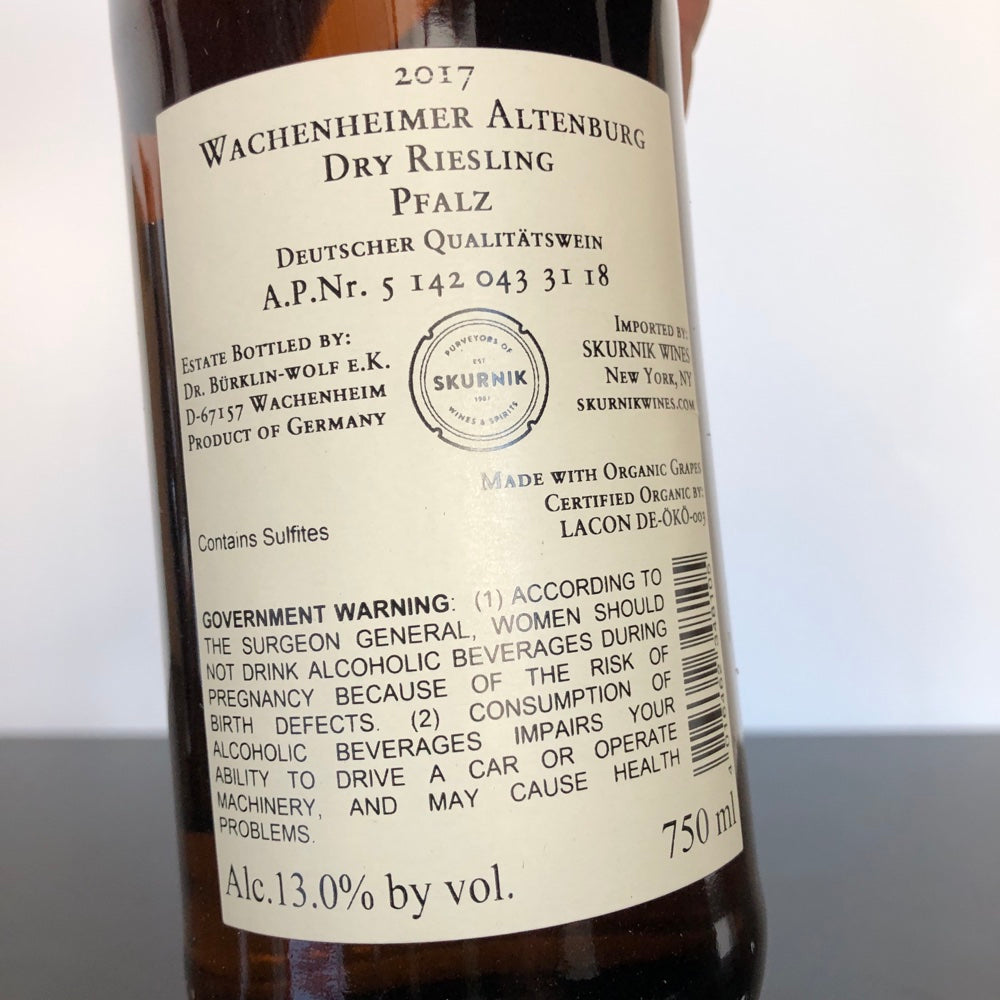 2017
WACHENHEIMER ALTENBURG
DRY RIESLING
PFALZ
DEUTSCHER QUALITÄTSWEIN
A.P.Nr. 5 142 043 31 18
ESTATE BOTTLED BY:
DR. BÜRKLIN-WOLF E.K.
D-67157 WACHENHEIM
PRODUCT OF GERMANY
PURVEYORS OF
EST
SKURNIK
1987
WINES & SPIRITS
IMPORTED BY:
SKURNIK WINES
NEW YORK, NY
SKURNIKWINES.COM
MADE WITH ORGANIC GRAPES
CERTIFIED ORGANIC BY:
LACON DE-ÖKO-003
Contains Sulfites
GOVERNMENT WARNING: (1) ACCORDING TO
THE SURGEON GENERAL, WOMEN SHOULD
NOT DRINK ALCOHOLIC BEVERAGES DURING
PREGNANCY BECAUSE OF THE RISK OF
BIRTH DEFECTS. (2) CONSUMPTION OF
ALCOHOLIC BEVERAGES IMPAIRS YOUR
ABILITY TO DRIVE A CAR OR OPERATE
MACHINERY, AND MAY CAUSE HEALTH
PROBLEMS.
Alc.13.0% by vol.
750 ml